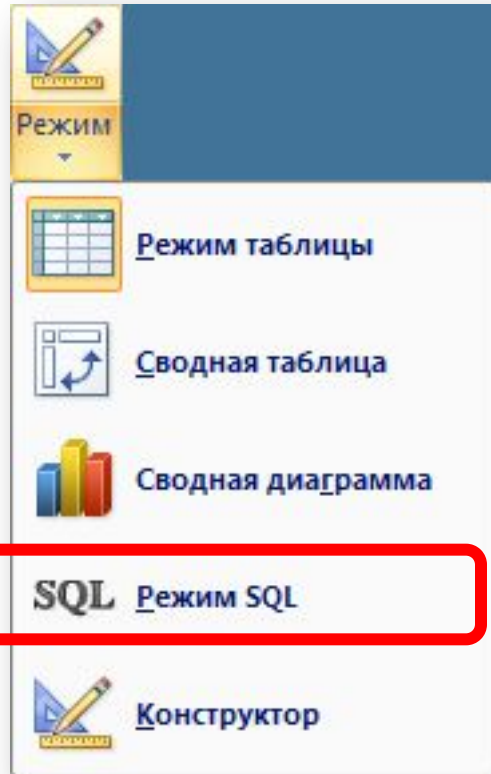 Режим
Режим таблицы
Сводная таблица
Сводная диаграмма
SQL Режим SQL
Конструктор